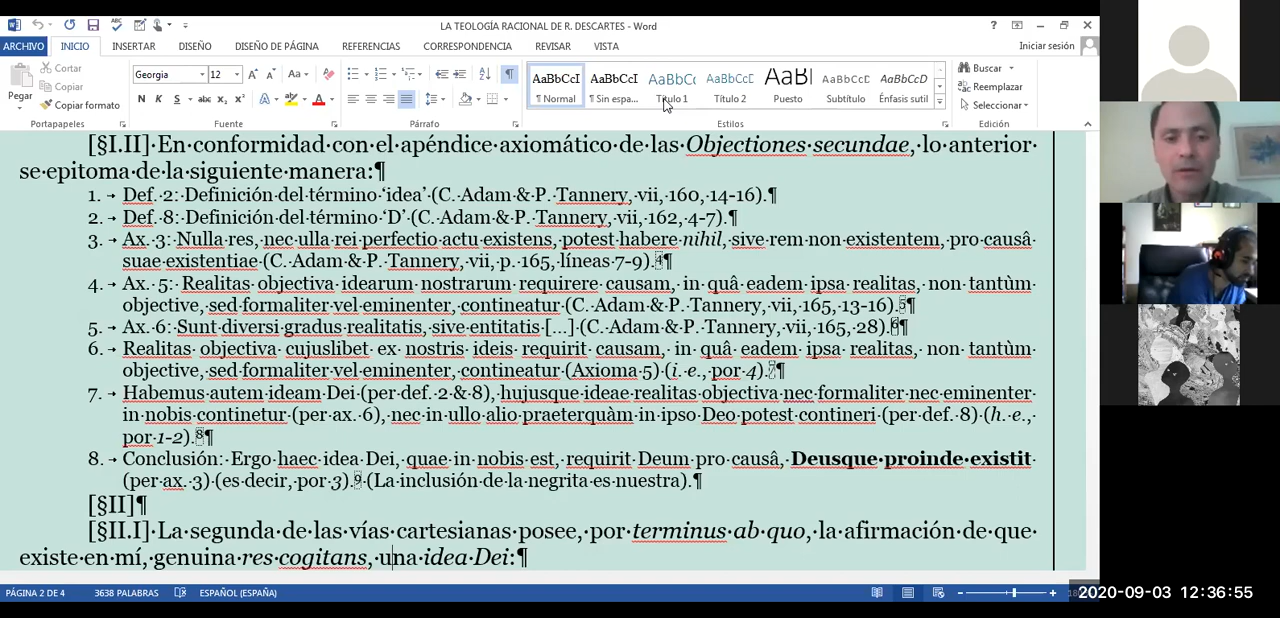 LA TEOLOGÍA RACIONAL DE R. DESCARTES - Word
ARCHIVO INICIO INSERTAR DISEÑO DISEÑO DE PÁGINA REFERENCIAS CORRESPONDENCIA REVISAR VISTA Iniciar sesión
Pegar Cortar Copiar Copiar formato
Georgia 12
Aa
N K S abc x₂ x²
AaBbCcI AaBbCcI AaBbC AaBbCcC AaBl AaBbCcD AaBbCcD
¶ Normal ¶ Sin espa... Título 1 Título 2 Puesto Subtítulo Énfasis sutil
Buscar
Reemplazar
Seleccionar
Portapapeles Fuente Párrafo Estilos Edición
[§I.II] En conformidad con el apéndice axiomático de las Objectiones secundae, lo anterior
se epitoma de la siguiente manera:¶
1. Def. 2: Definición del término ‘idea’ (C. Adam & P. Tannery, vii, 160, 14-16).¶
2. Def. 8: Definición del término ‘D’ (C. Adam & P. Tannery, vii, 162, 4-7).¶
3. Ax. 3: Nulla res, nec ulla rei perfectio actu existens, potest habere nihil, sive rem non existentem, pro causâ
suae existentiae (C. Adam & P. Tannery, vii, p. 165, líneas 7-9).4¶
4. Ax. 5: Realitas objectiva idearum nostrarum requirere causam, in quâ eadem ipsa realitas, non tantùm
objective, sed formaliter vel eminenter, contineatur (C. Adam & P. Tannery, vii, 165, 13-16).5¶
5. Ax. 6: Sunt diversi gradus realitatis, sive entitatis [...] (C. Adam & P. Tannery, vii, 165, 28).6¶
6. Realitas objectiva cujuslibet ex nostris ideis requirit causam, in quâ eadem ipsa realitas, non tantùm
objective, sed formaliter vel eminenter, contineatur (Axioma 5) (i. e., por 4).7¶
7. Habemus autem ideam Dei (per def. 2 & 8), hujusque ideae realitas objectiva nec formaliter nec eminenter
in nobis continetur (per ax. 6), nec in ullo alio praeterquàm in ipso Deo potest contineri (per def. 8) (h. e.,
por 1-2).8¶
8. Conclusión: Ergo haec idea Dei, quae in nobis est, requirit Deum pro causâ, Deusque proinde existit
(per ax. 3) (es decir, por 3).9 (La inclusión de la negrita es nuestra).¶
[§II]¶
[§II.I] La segunda de las vías cartesianas posee, por terminus ab quo, la afirmación de que
existe en mí, genuina res cogitans, una idea Dei:¶
PÁGINA 2 DE 4 3638 PALABRAS ESPAÑOL (ESPAÑA)
2020-09-03 12:36:55